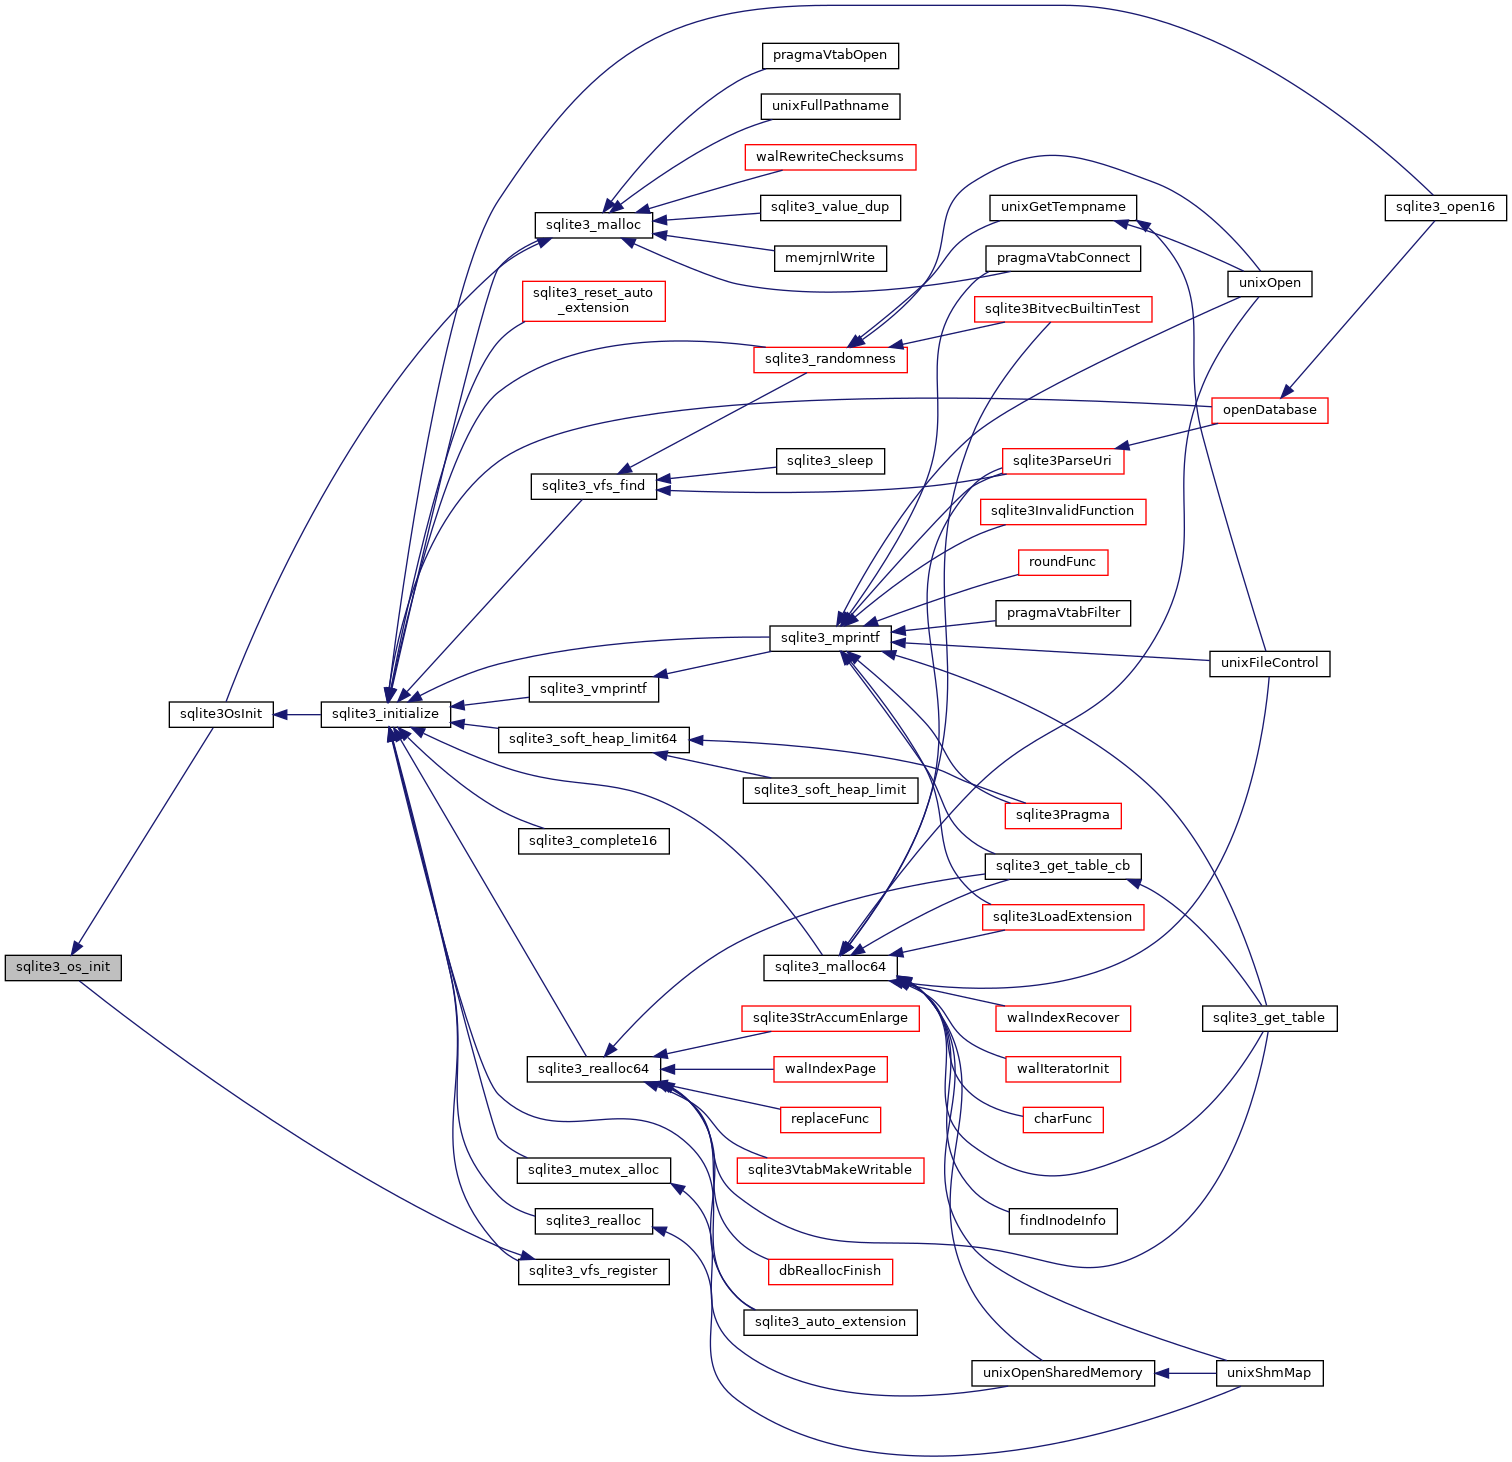 pragmaVtabOpen
unixFullPathname
walRewriteChecksums
sqlite3_value_dup
unixGetTempname
sqlite3_open16
sqlite3_malloc
memjrnlWrite
pragmaVtabConnect
unixOpen
sqlite3_reset_auto
_extension
sqlite3BitvecBuiltinTest
sqlite3_randomness
openDatabase
sqlite3_sleep
sqlite3ParseUri
sqlite3_vfs_find
sqlite3InvalidFunction
roundFunc
pragmaVtabFilter
sqlite3_mprintf
unixFileControl
sqlite3_vmprintf
sqlite3OsInit
sqlite3_initialize
sqlite3_soft_heap_limit64
sqlite3_soft_heap_limit
sqlite3Pragma
sqlite3_complete16
sqlite3_get_table_cb
sqlite3LoadExtension
sqlite3_os_init
sqlite3_malloc64
sqlite3StrAccumEnlarge
walIndexRecover
sqlite3_get_table
sqlite3_realloc64
walIndexPage
walIteratorInit
replaceFunc
charFunc
sqlite3_mutex_alloc
sqlite3VtabMakeWritable
sqlite3_realloc
findInodeInfo
sqlite3_vfs_register
dbReallocFinish
sqlite3_auto_extension
unixOpenSharedMemory
unixShmMap